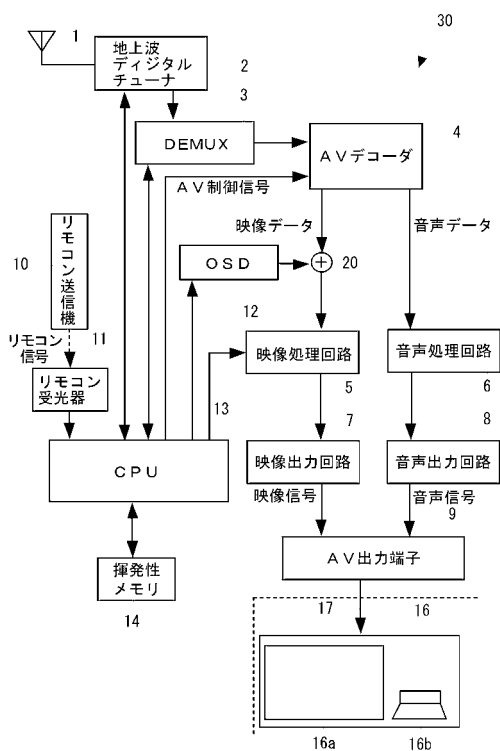 30
1
地上波
ディジタル
チューナ
2
3
DEMUX
4
AVデコーダ
AV制御信号
映像データ
音声データ
リモコン送信機
10
OSD
20
12
リモコン
信号
11
映像処理回路
音声処理回路
リモコン
受光器
13
5
6
7
8
CPU
映像出力回路
音声出力回路
映像信号
音声信号
9
AV出力端子
揮発性
メモリ
14
17
16
16a
16b